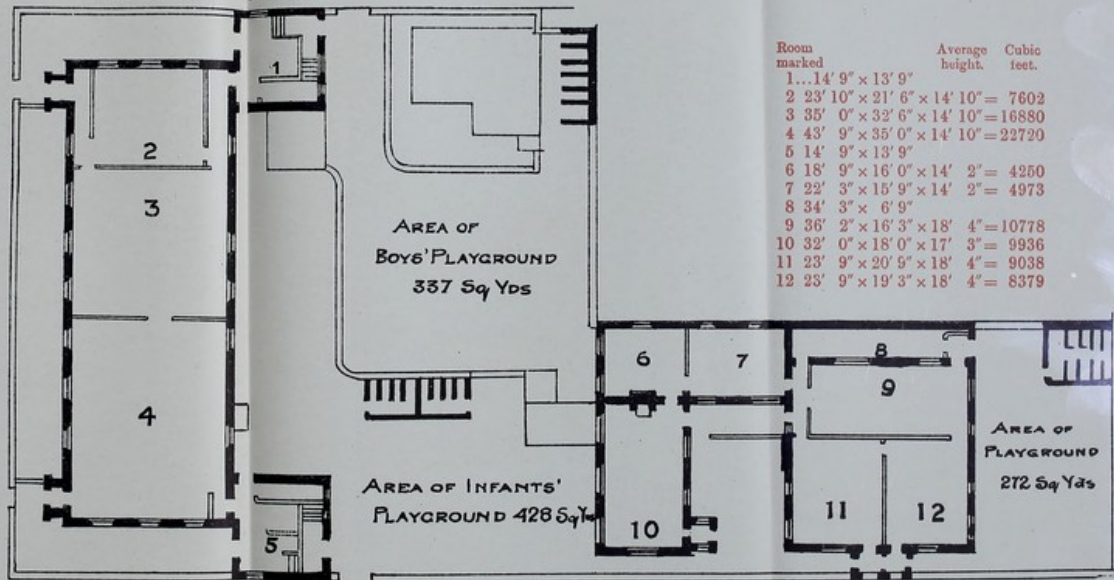 Room marked Average height. Cubic feet.
1...14' 9" × 13' 9"
2 23' 10" × 21' 6" × 14' 10" = 7602
3 35' 0" × 32' 6" × 14' 10" = 16880
4 43' 9" × 35' 0" × 14' 10" = 22720
5 14' 9" × 13' 9"
6 18' 9" × 16' 0" × 14' 2" = 4250
7 22' 3" × 15' 9" × 14' 2" = 4973
8 34' 3" × 6' 9"
9 36' 2" × 16' 3" × 18' 4" = 10778
10 32' 0" × 18' 0" × 17' 3" = 9936
11 23' 9" × 20' 9" × 18' 4" = 9038
12 23' 9" × 19' 3" × 18' 4" = 8379
1
2
3
4
5
AREA OF
BOYS' PLAYGROUND
337 Sq YDS
AREA OF INFANTS'
PLAYGROUND 428 Sq Yds
6
7
8
9
10
11
12
AREA OF
PLAYGROUND
272 Sq Yds